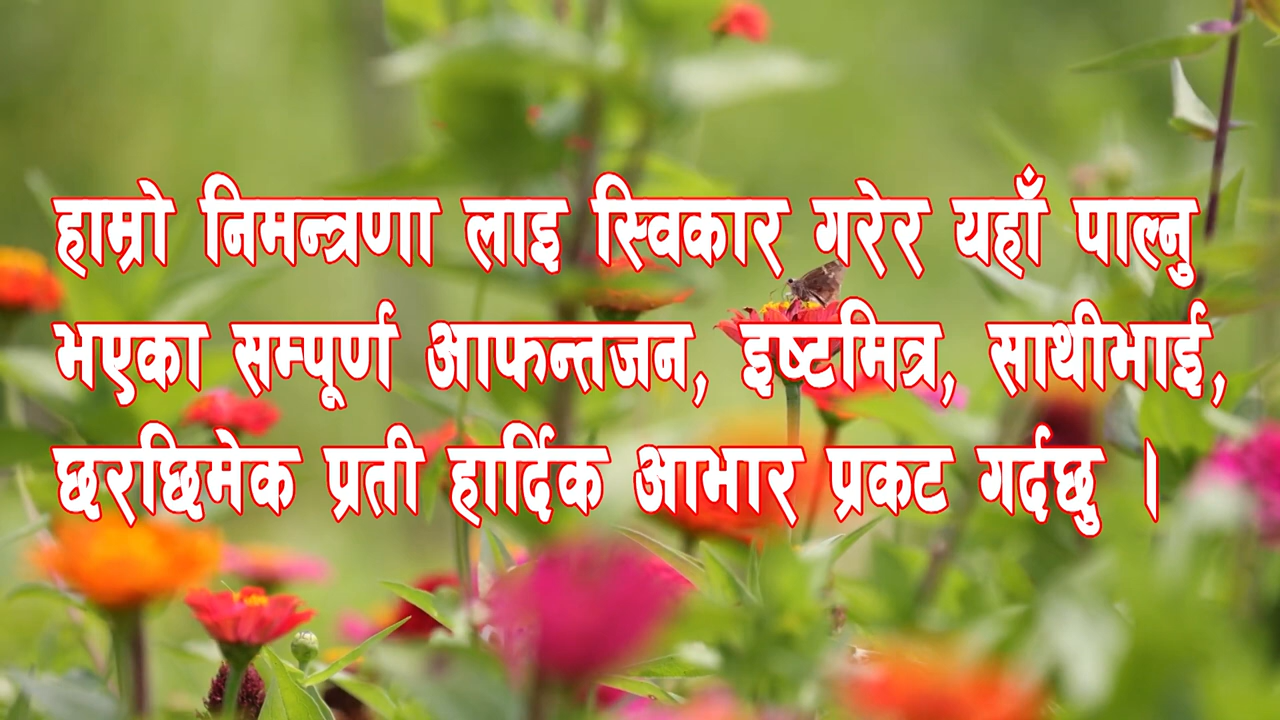 हाम्रो निमन्त्रणा लाइ स्विकार गरेर यहाँ पाल्नु
भएका सम्पूर्ण आफन्तजन, इष्टमित्र, साथीभाई,
छरछिमेक प्रती हार्दिक आभार प्रकट गर्दछु ।